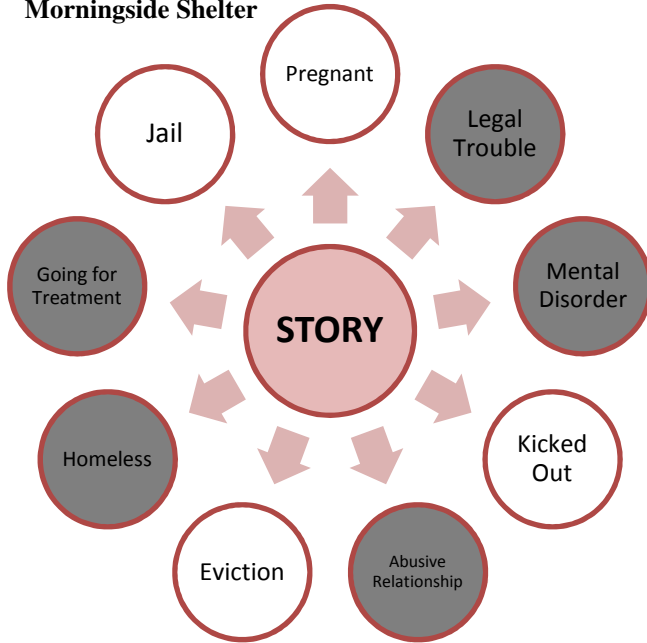 Morningside Shelter
Pregnant
Legal
Trouble
Mental
Disorder
Kicked
Out
Abusive
Relationship
Eviction
Homeless
Going for
Treatment
Jail
STORY